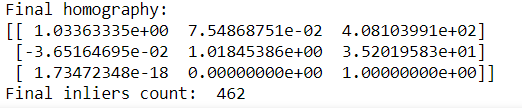 Final homography:
[[ 1.03363335e+00  7.54868751e-02  4.08103991e+02]
 [-3.65164695e-02  1.01845386e+00  3.52019583e+01]
 [ 1.73472348e-18  0.00000000e+00  1.00000000e+00]]
Final inliers count:  462